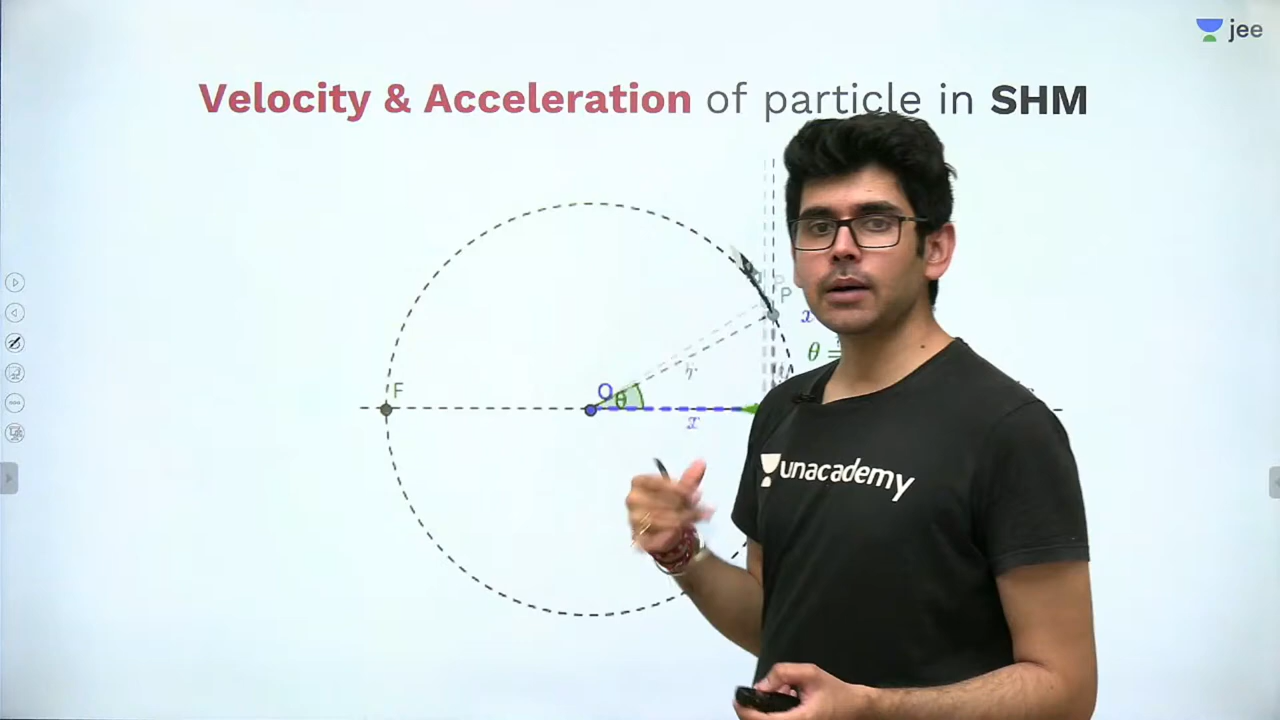 jee
Velocity & Acceleration of particle in SHM
P
x
θ =
r
F
O
θ
x
unacademy